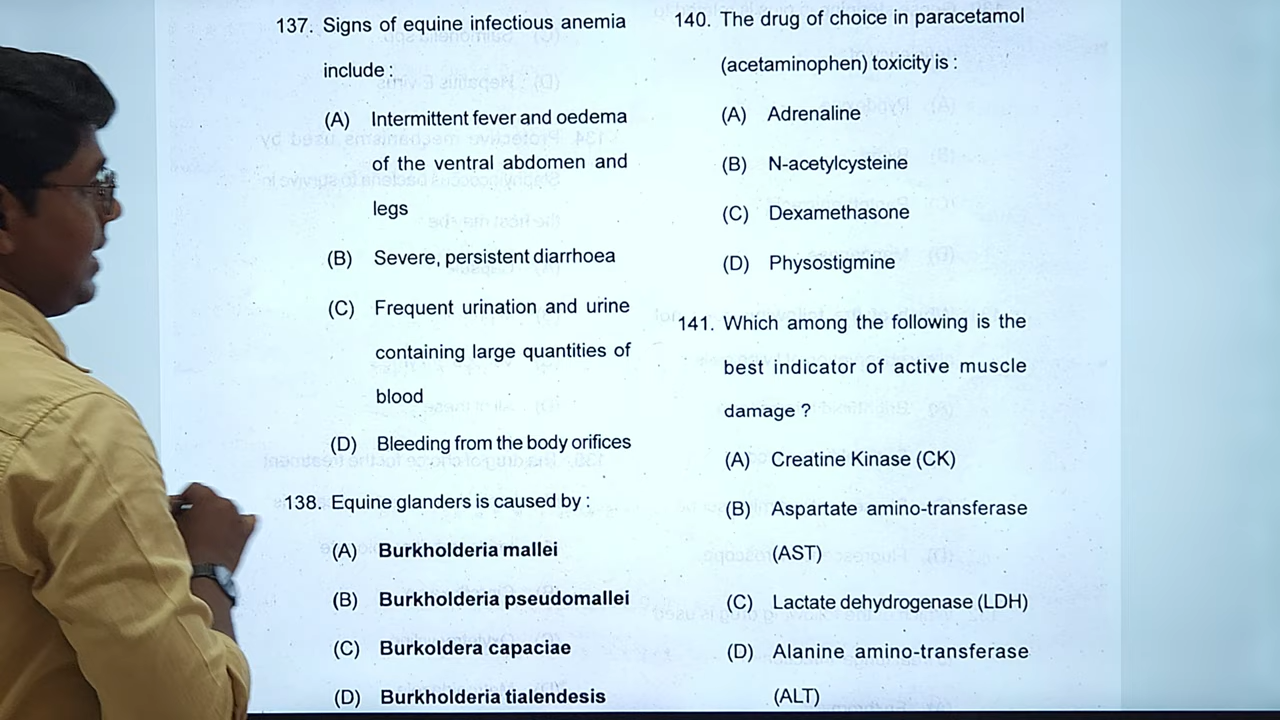 137. Signs of equine infectious anemia
include :
(A) Intermittent fever and oedema
of the ventral abdomen and
legs
(B) Severe, persistent diarrhoea
(C) Frequent urination and urine
containing large quantities of
blood
(D) Bleeding from the body orifices
138. Equine glanders is caused by :
(A) Burkholderia mallei
(B) Burkholderia pseudomallei
(C) Burkoldera capaciae
(D) Burkholderia tialendesis
140. The drug of choice in paracetamol
(acetaminophen) toxicity is :
(A) Adrenaline
(B) N-acetylcysteine
(C) Dexamethasone
(D) Physostigmine
141. Which among the following is the
best indicator of active muscle
damage ?
(A) Creatine Kinase (CK)
(B) Aspartate amino-transferase
(AST)
(C) Lactate dehydrogenase (LDH)
(D) Alanine amino-transferase
(ALT)